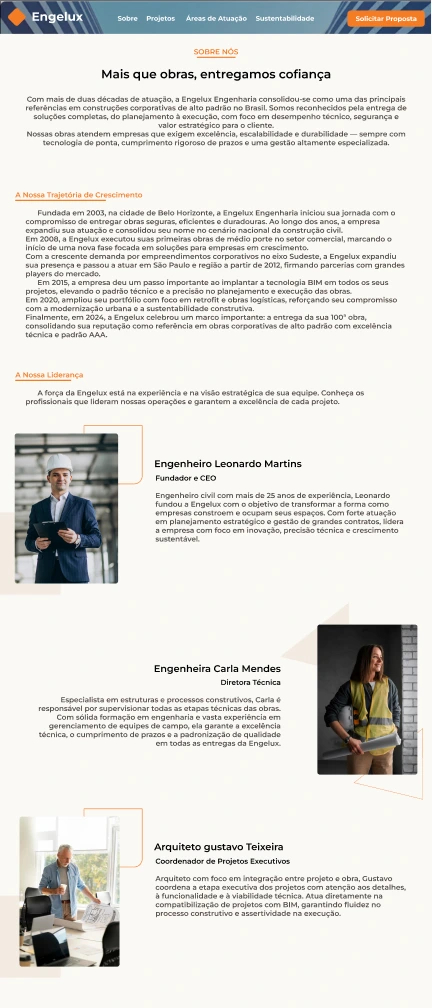 Engelux
Sobre Projetos Áreas de Atuação Sustentabilidade
Solicitar Proposta
SOBRE NÓS
Mais que obras, entregamos cofiança
Com mais de duas décadas de atuação, a Engelux Engenharia consolidou-se como uma das principais
referências em construções corporativas de alto padrão no Brasil. Somos reconhecidos pela entrega de
soluções completas, do planejamento à execução, com foco em desempenho técnico, segurança e
valor estratégico para o cliente.
Nossas obras atendem empresas que exigem excelência, escalabilidade e durabilidade — sempre com
tecnologia de ponta, cumprimento rigoroso de prazos e uma gestão altamente especializada.
A Nossa Trajetória de Crescimento
Fundada em 2003, na cidade de Belo Horizonte, a Engelux Engenharia iniciou sua jornada com o
compromisso de entregar obras seguras, eficientes e duradouras. Ao longo dos anos, a empresa
expandiu sua atuação e consolidou seu nome no cenário nacional da construção civil.
Em 2008, a Engelux executou suas primeiras obras de médio porte no setor comercial, marcando o
início de uma nova fase focada em soluções para empresas em crescimento.
Com a crescente demanda por empreendimentos corporativos no eixo Sudeste, a Engelux expandiu
sua presença e passou a atuar em São Paulo e região a partir de 2012, firmando parcerias com grandes
players do mercado.
Em 2015, a empresa deu um passo importante ao implantar a tecnologia BIM em todos os seus
projetos, elevando o padrão técnico e a precisão no planejamento e execução das obras.
Em 2020, ampliou seu portfólio com foco em retrofit e obras logísticas, reforçando seu compromisso
com a modernização urbana e a sustentabilidade construtiva.
Finalmente, em 2024, a Engelux celebrou um marco importante: a entrega da sua 100ª obra,
consolidando sua reputação como referência em obras corporativas de alto padrão com excelência
técnica e padrão AAA.
A Nossa Liderança
A força da Engelux está na experiência e na visão estratégica de sua equipe. Conheça os
profissionais que lideram nossas operações e garantem a excelência de cada projeto.
Engenheiro Leonardo Martins
Fundador e CEO
Engenheiro civil com mais de 25 anos de experiência, Leonardo
fundou a Engelux com o objetivo de transformar a forma como
empresas constroem e ocupam seus espaços. Com forte atuação
em planejamento estratégico e gestão de grandes contratos, lidera
a empresa com foco em inovação, precisão técnica e crescimento
sustentável.
Engenheira Carla Mendes
Diretora Técnica
Especialista em estruturas e processos construtivos, Carla é
responsável por supervisionar todas as etapas técnicas das obras.
Com sólida formação em engenharia e vasta experiência em
gerenciamento de equipes de campo, ela garante a excelência
técnica, o cumprimento de prazos e a padronização de qualidade
em todas as entregas da Engelux.
Arquiteto gustavo Teixeira
Coordenador de Projetos Executivos
Arquiteto com foco em integração entre projeto e obra, Gustavo
coordena a etapa executiva dos projetos com atenção aos detalhes,
à funcionalidade e à viabilidade técnica. Atua diretamente na
compatibilização de projetos com BIM, garantindo fluidez no
processo construtivo e assertividade na execução.